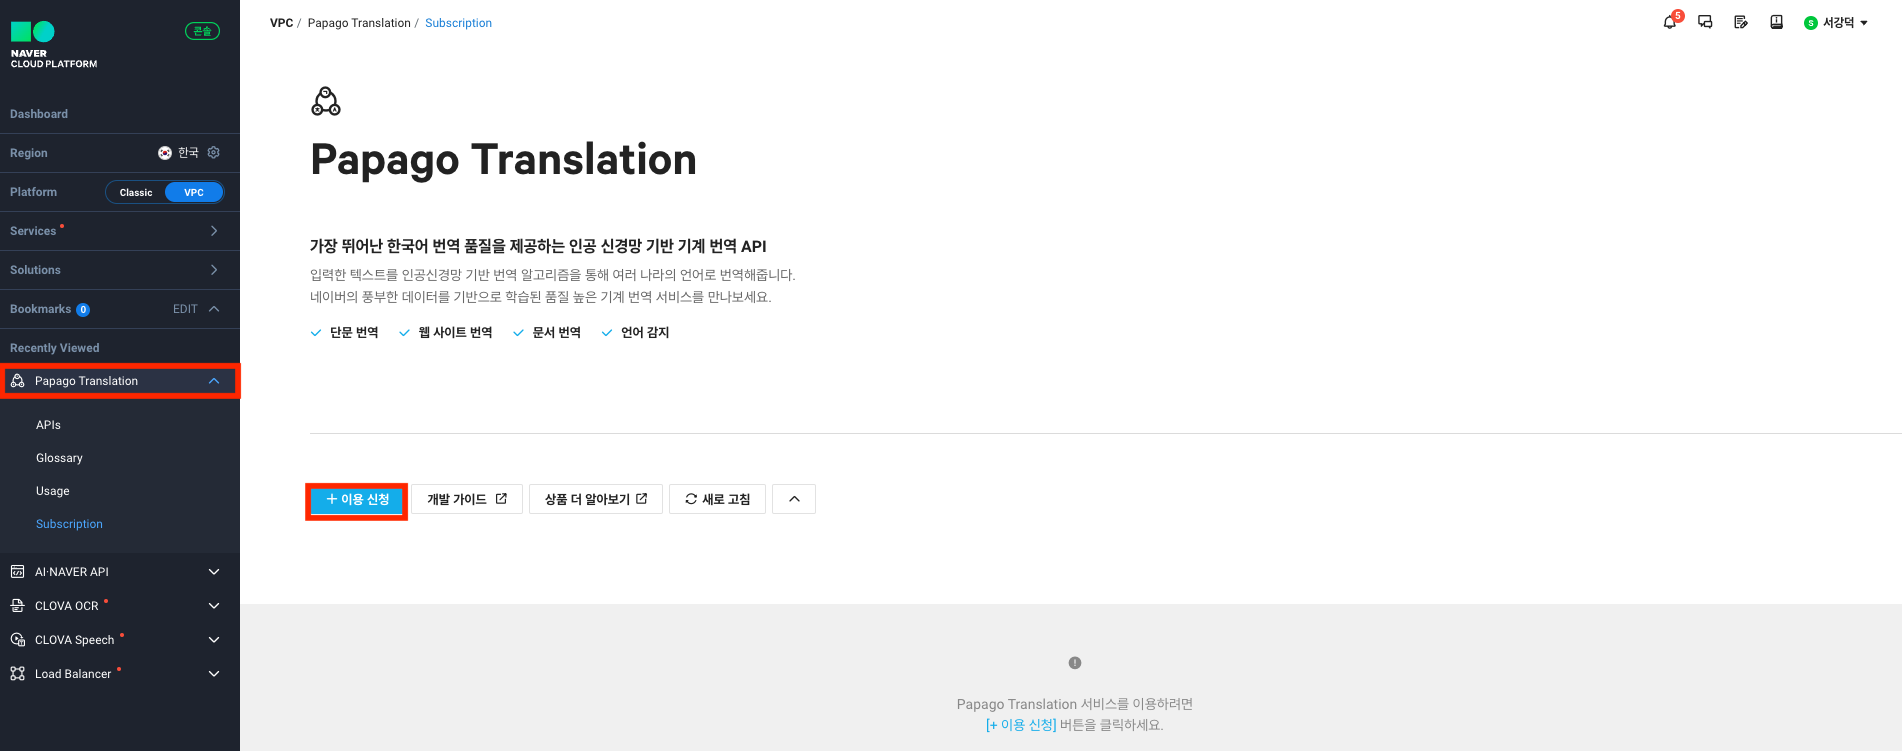 콘솔
NAVER
CLOUD PLATFORM
Dashboard
Region 한국
Platform Classic VPC
Services
Solutions
Bookmarks 0 EDIT
Recently Viewed
Papago Translation
APIs
Glossary
Usage
Subscription
AI·NAVER API
CLOVA OCR
CLOVA Speech
Load Balancer
VPC / Papago Translation / Subscription
5
S 서강덕
Papago Translation
가장 뛰어난 한국어 번역 품질을 제공하는 인공 신경망 기반 기계 번역 API
입력한 텍스트를 인공신경망 기반 번역 알고리즘을 통해 여러 나라의 언어로 번역해줍니다.
네이버의 풍부한 데이터를 기반으로 학습된 품질 높은 기계 번역 서비스를 만나보세요.
단문 번역 웹 사이트 번역 문서 번역 언어 감지
+ 이용 신청 개발 가이드 상품 더 알아보기 새로 고침
Papago Translation 서비스를 이용하려면
[+ 이용 신청] 버튼을 클릭하세요.